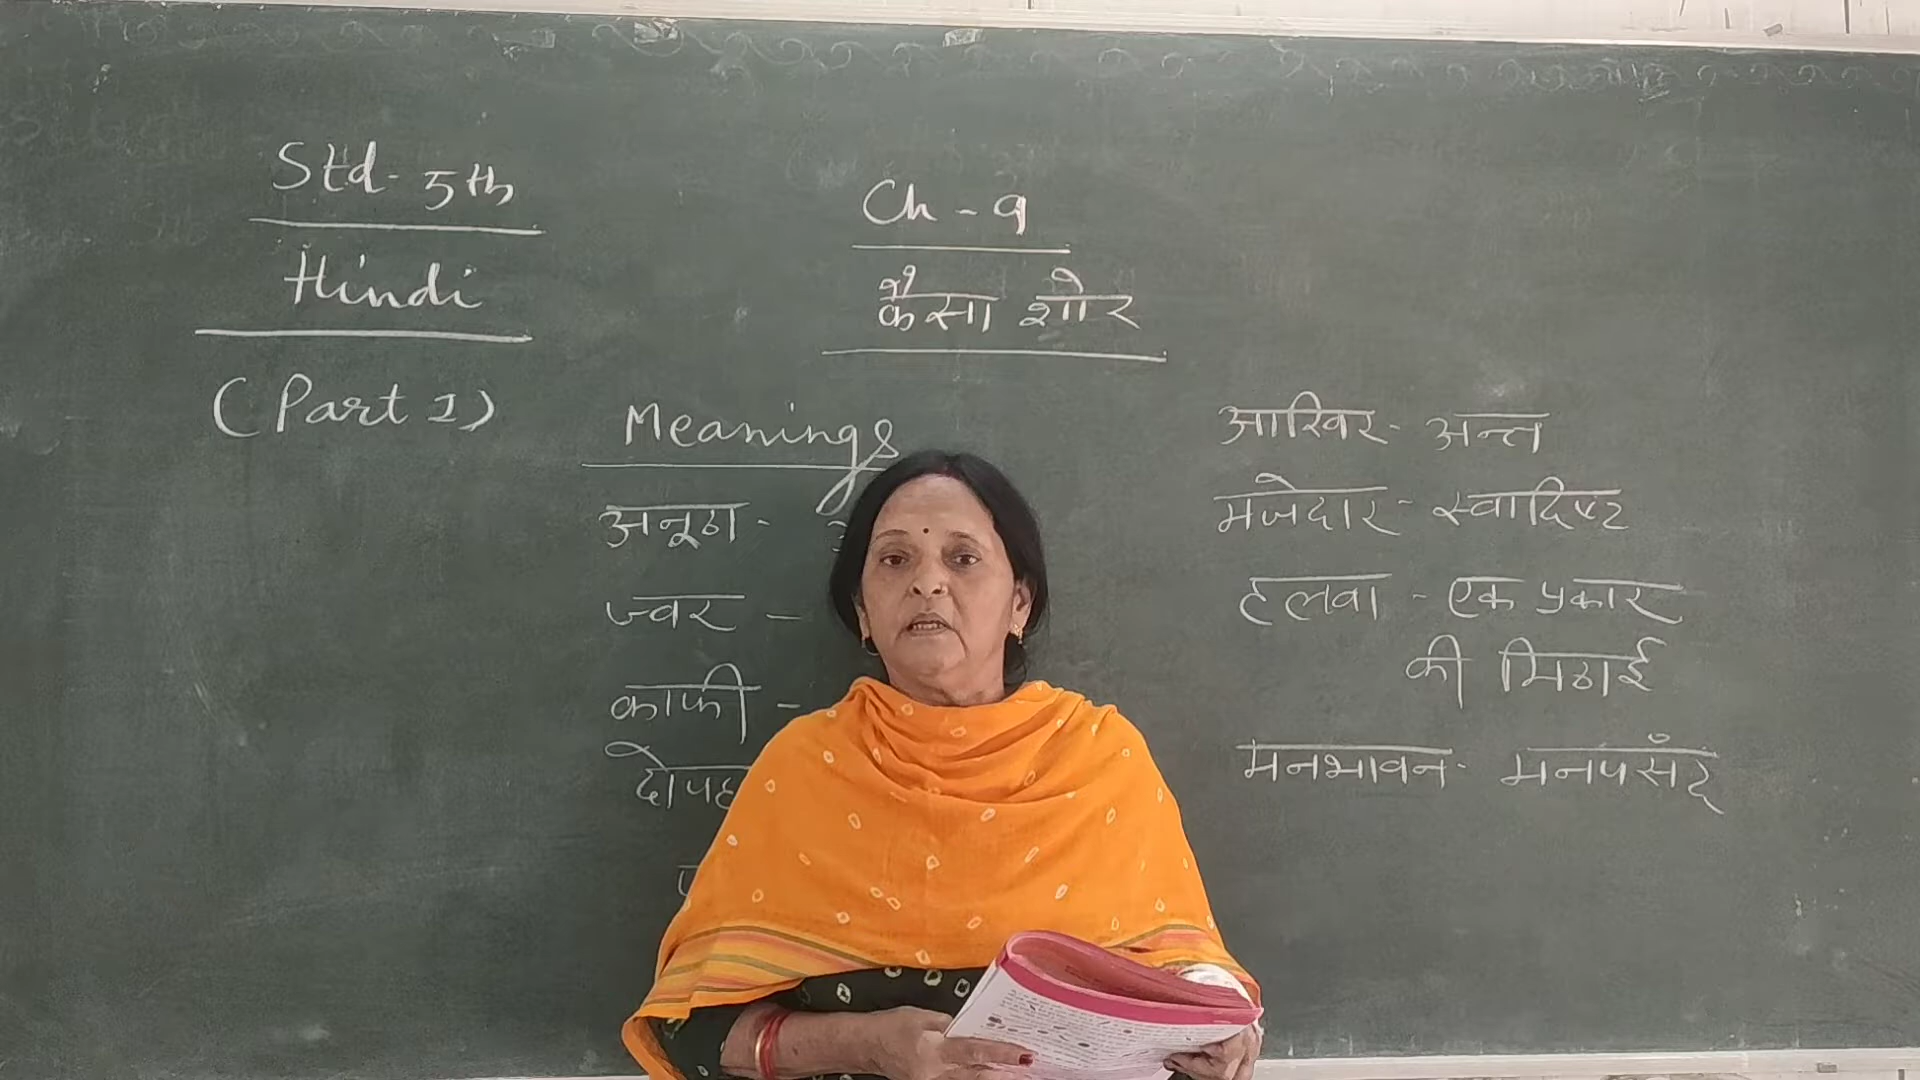 Std- 5th
Hindi
(Part 1)
Ch - 9
कैसा शोर
Meanings
अनूठा -
ज्वर -
काफी -
आखिर - अन्त
मजेदार - स्वादिष्ट
हलवा - एक प्रकार
की मिठाई
मनभावन - मनपसँद